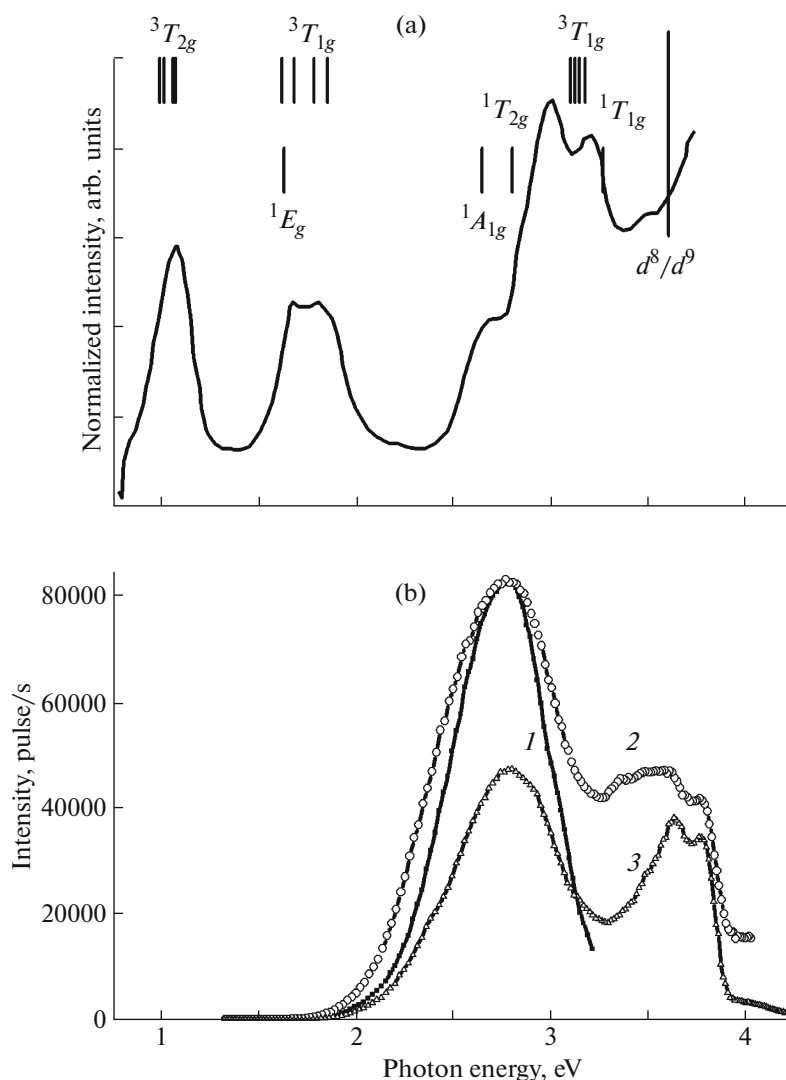 (a)
³T₂g ³T₁g ³T₁g
¹T₂g ¹T₁g
¹Eg ¹A₁g d⁸/d⁹
Normalized intensity, arb. units
(b)
80000
60000
40000
20000
0
Intensity, pulse/s
1 2
3
1 2 3 4
Photon energy, eV